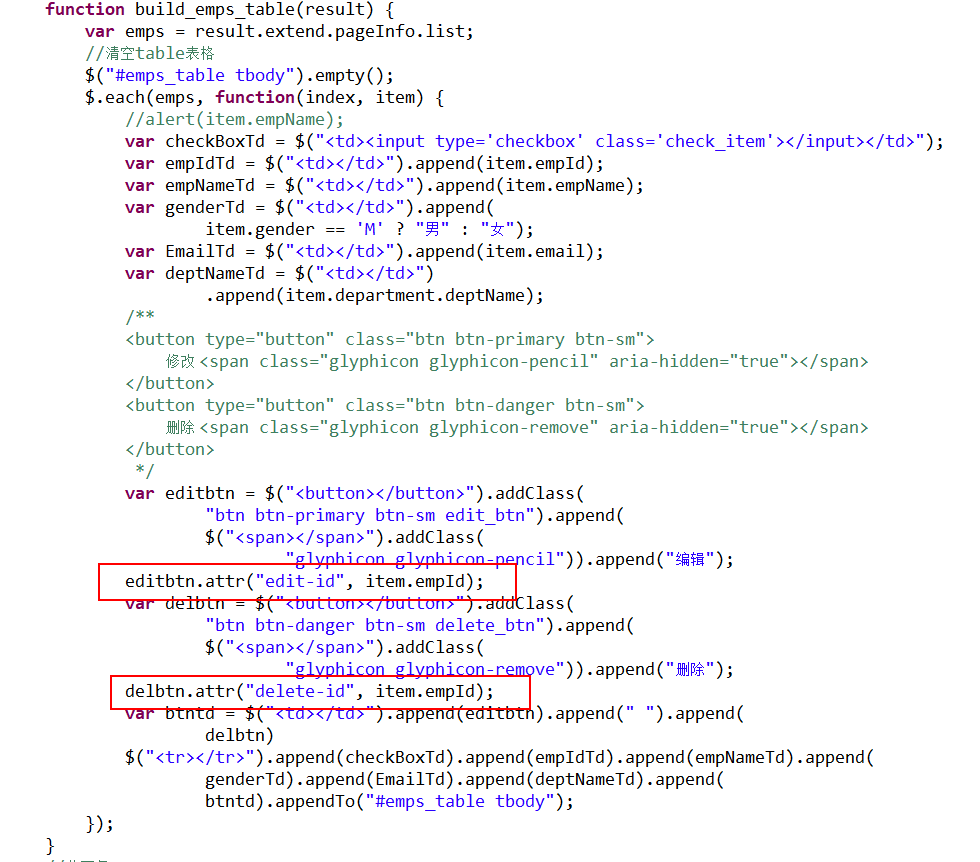 function build_emps_table(result) {
var emps = result.extend.pageInfo.list;
//清空table表格
$("#emps_table tbody").empty();
$.each(emps, function(index, item) {
//alert(item.empName);
var checkBoxTd = $("<td><input type='checkbox' class='check_item'></input></td>");
var empIdTd = $("<td></td>").append(item.empId);
var empNameTd = $("<td></td>").append(item.empName);
var genderTd = $("<td></td>").append(
item.gender == 'M' ? "男" : "女");
var EmailTd = $("<td></td>").append(item.email);
var deptNameTd = $("<td></td>")
.append(item.department.deptName);
/**
<button type="button" class="btn btn-primary btn-sm">
修改<span class="glyphicon glyphicon-pencil" aria-hidden="true"></span>
</button>
<button type="button" class="btn btn-danger btn-sm">
删除<span class="glyphicon glyphicon-remove" aria-hidden="true"></span>
</button>
*/
var editbtn = $("<button></button>").addClass(
"btn btn-primary btn-sm edit_btn").append(
$("<span></span>").addClass(
"glyphicon glyphicon-pencil")).append("编辑");
editbtn.attr("edit-id", item.empId);
var delbtn = $("<button></button>").addClass(
"btn btn-danger btn-sm delete_btn").append(
$("<span></span>").addClass(
"glyphicon glyphicon-remove")).append("删除");
delbtn.attr("delete-id", item.empId);
var btntd = $("<td></td>").append(editbtn).append(" ").append(
delbtn)
$("<tr></tr>").append(checkBoxTd).append(empIdTd).append(empNameTd).append(
genderTd).append(EmailTd).append(deptNameTd).append(
btntd).appendTo("#emps_table tbody");
});
}